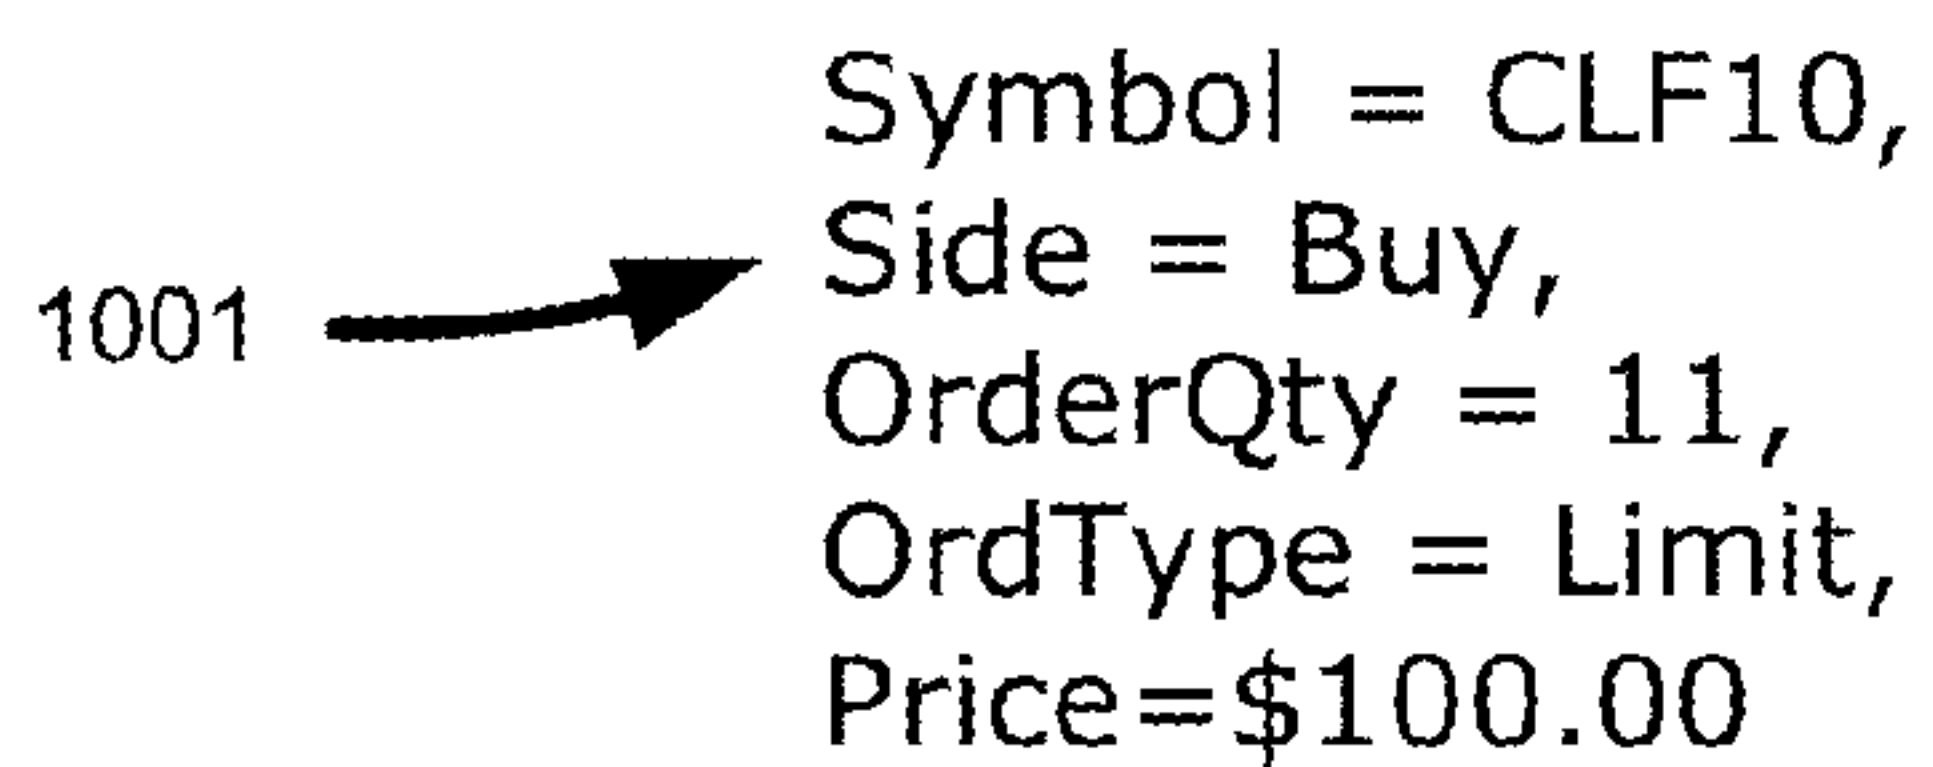 Symbol = CLF10,
Side = Buy,
1001
OrderQty = 11,
OrdType = Limit,
Price=$100.00